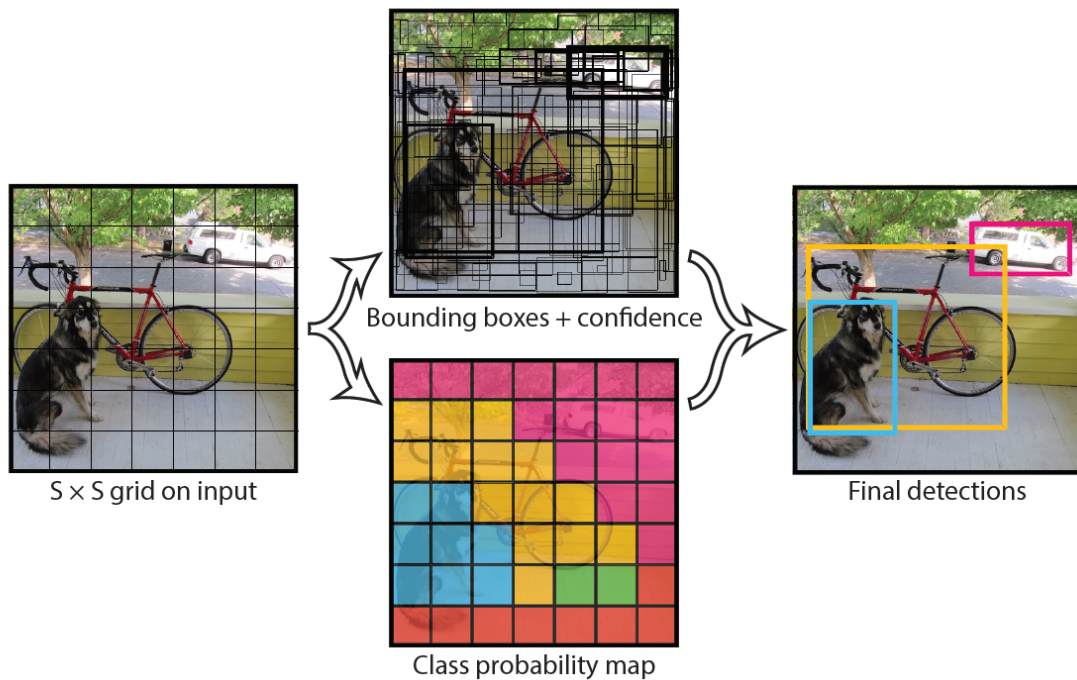 S × S grid on input
Bounding boxes + confidence
Class probability map
Final detections